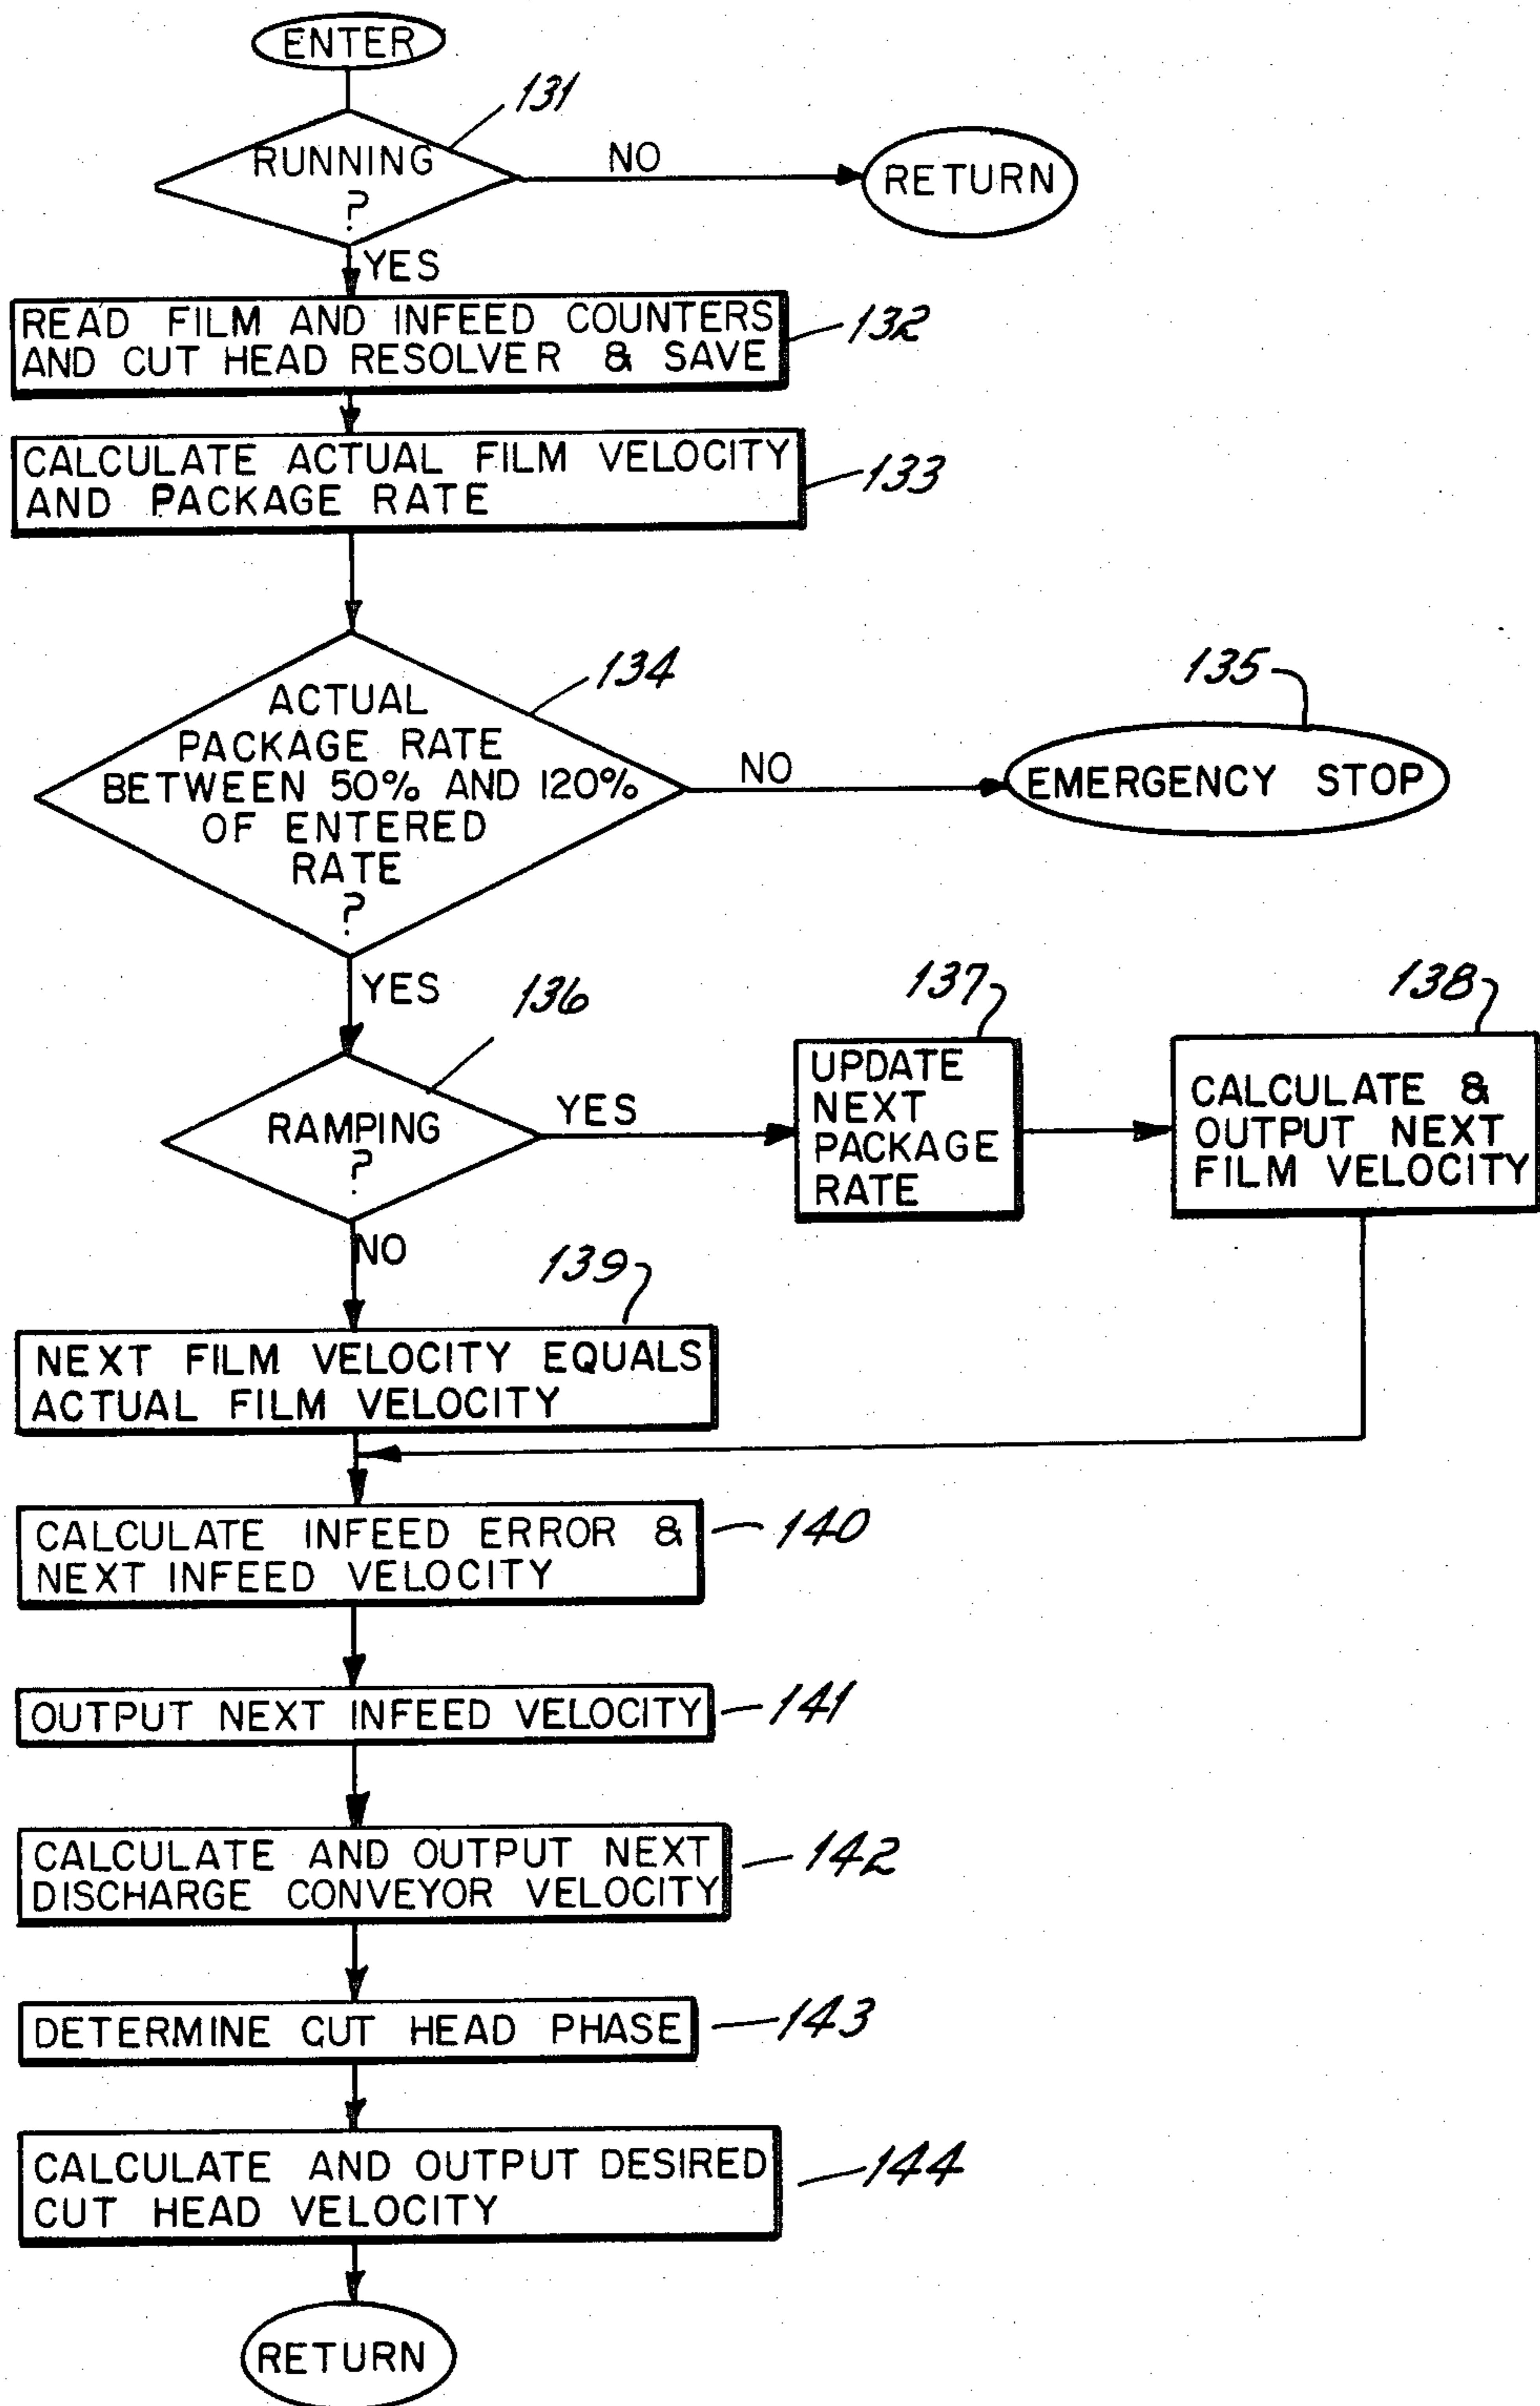 ENTER
131
RUNNING
?
NO
RETURN
YES
READ FILM AND INFEED COUNTERS
AND CUT HEAD RESOLVER & SAVE
132
CALCULATE ACTUAL FILM VELOCITY
AND PACKAGE RATE
133
134
ACTUAL
PACKAGE RATE
BETWEEN 50% AND 120%
OF ENTERED
RATE
?
NO
135
EMERGENCY STOP
YES
136
RAMPING
?
YES
137
UPDATE
NEXT
PACKAGE
RATE
138
CALCULATE &
OUTPUT NEXT
FILM VELOCITY
NO
139
NEXT FILM VELOCITY EQUALS
ACTUAL FILM VELOCITY
CALCULATE INFEED ERROR &
NEXT INFEED VELOCITY
140
OUTPUT NEXT INFEED VELOCITY
141
CALCULATE AND OUTPUT NEXT
DISCHARGE CONVEYOR VELOCITY
142
DETERMINE CUT HEAD PHASE
143
CALCULATE AND OUTPUT DESIRED
CUT HEAD VELOCITY
144
RETURN